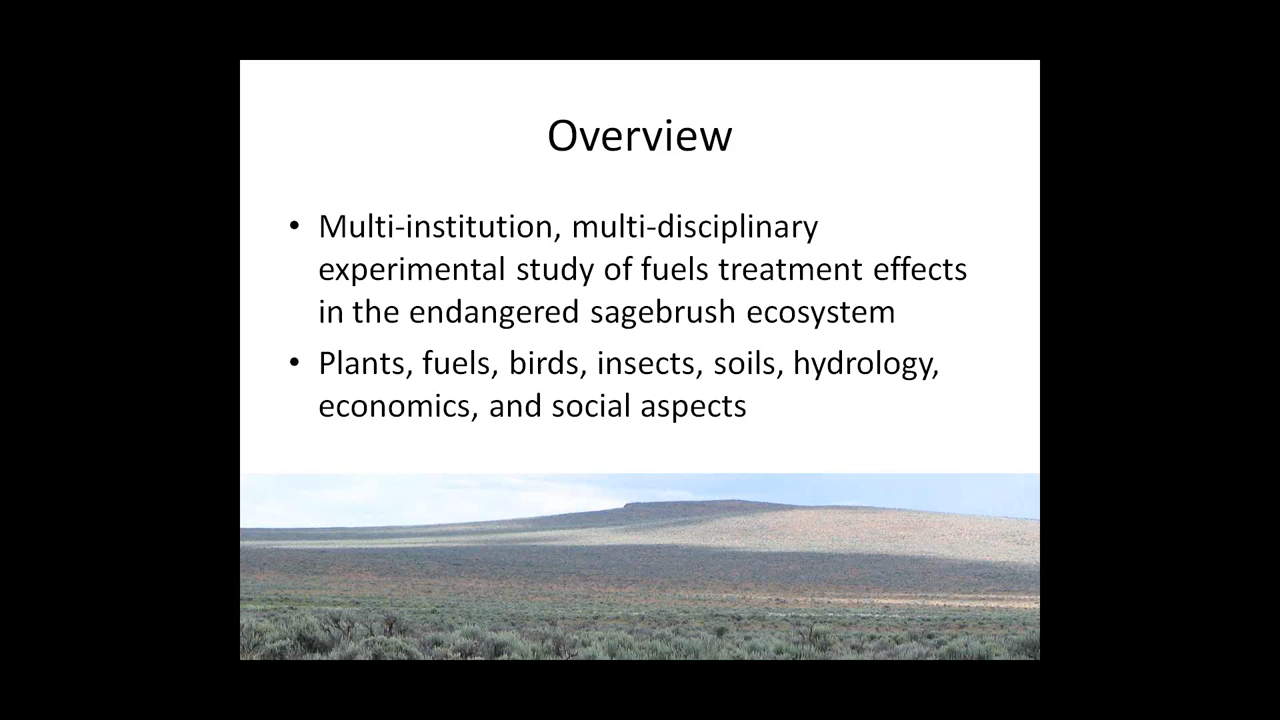 Overview
• Multi-institution, multi-disciplinary
experimental study of fuels treatment effects
in the endangered sagebrush ecosystem
• Plants, fuels, birds, insects, soils, hydrology,
economics, and social aspects